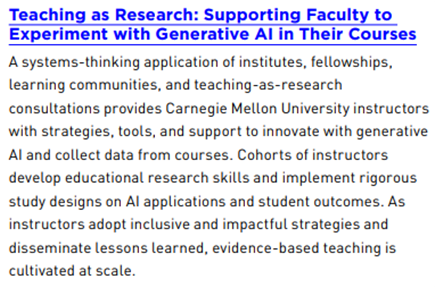 Teaching as Research: Supporting Faculty to
Experiment with Generative AI in Their Courses
A systems-thinking application of institutes, fellowships,
learning communities, and teaching-as-research
consultations provides Carnegie Mellon University instructors
with strategies, tools, and support to innovate with generative
AI and collect data from courses. Cohorts of instructors
develop educational research skills and implement rigorous
study designs on AI applications and student outcomes. As
instructors adopt inclusive and impactful strategies and
disseminate lessons learned, evidence-based teaching is
cultivated at scale.